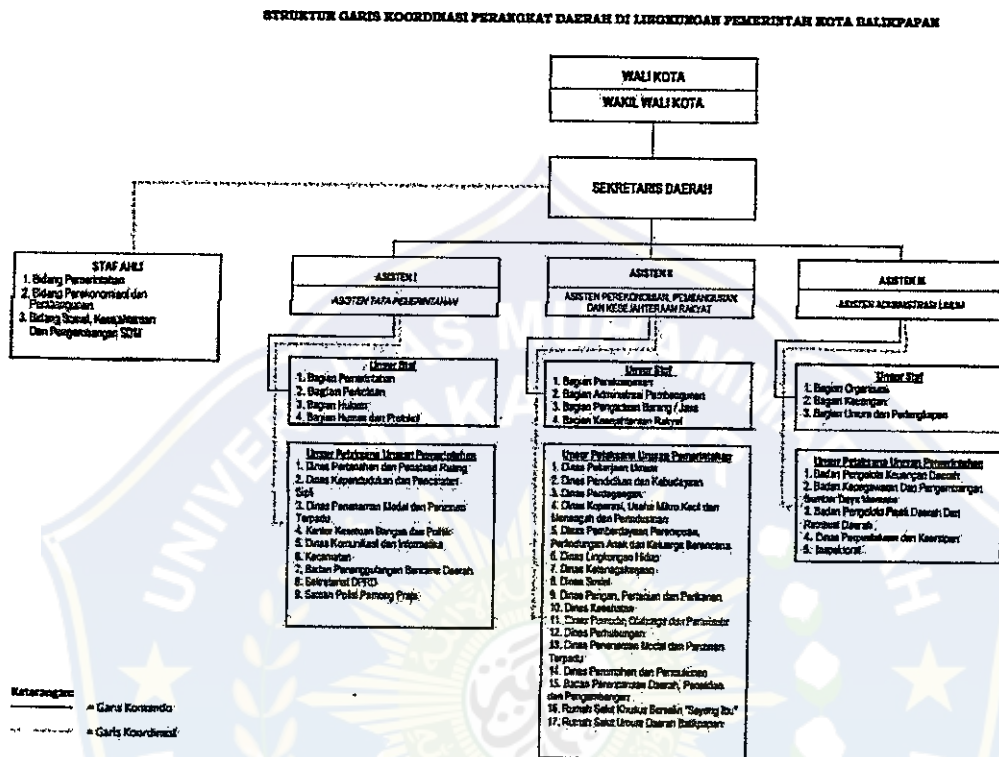 STRUKTUR GARIS KOORDINASI PERANGKAT DAERAH DI LINGKUNGAN PEMERINTAH KOTA BALIKPAPAN
WALI KOTA
WAKIL WALI KOTA
SEKRETARIS DAERAH
STAF AHLI
1. Bidang Pemerintahan
2. Bidang Perekonomian dan
Pembangunan
3. Bidang Sosial, Kesejahteraan
Dan Pengembangan SDM
ASISTEN I
ASISTEN TATA PEMERINTAHAN
ASISTEN II
ASISTEN PEREKONOMIAN, PEMBANGUNAN
DAN KESEJAHTERAAN RAKYAT
ASISTEN III
ASISTEN ADMINISTRASI UMUM
Unsur Staf
1. Bagian Pemerintahan
2. Bagian Perkotaan
3. Bagian Hukum
4. Bagian Humas dan Protokol
Unsur Pelaksana Urusan Pemerintahan
1. Dinas Pertanahan dan Penataan Ruang
2. Dinas Kependudukan dan Pencatatan
Sipil
3. Dinas Penanaman Modal dan Perizinan
Terpadu
4. Kantor Kesatuan Bangsa dan Politik
5. Dinas Komunikasi dan Informatika
6. Kecamatan
7. Badan Penanggulangan Bencana Daerah
8. Sekretariat DPRD
9. Satuan Polisi Pamong Praja
Unsur Staf
1. Bagian Perekonomian
2. Bagian Administrasi Pembangunan
3. Bagian Pengadaan Barang / Jasa
4. Bagian Kesejahteraan Rakyat
Unsur Pelaksana Urusan Pemerintahan
1. Dinas Pekerjaan Umum
2. Dinas Pendidikan dan Kebudayaan
3. Dinas Perdagangan
4. Dinas Koperasi, Usaha Mikro Kecil dan
Menengah dan Perindustrian
5. Dinas Pemberdayaan Perempuan,
Perlindungan Anak dan Keluarga Berencana
6. Dinas Lingkungan Hidup
7. Dinas Ketenagakerjaan
8. Dinas Sosial
9. Dinas Pangan, Pertanian dan Perikanan
10. Dinas Kesehatan
11. Dinas Pemuda, Olahraga dan Pariwisata
12. Dinas Perhubungan
13. Dinas Penanaman Modal dan Perizinan
Terpadu
14. Dinas Perumahan dan Permukiman
15. Badan Perencanaan Daerah, Penelitian
dan Pengembangan
16. Rumah Sakit Khusus Bersalin "Sayang Ibu"
17. Rumah Sakit Umum Daerah Balikpapan
Unsur Staf
1. Bagian Organisasi
2. Bagian Keuangan
3. Bagian Umum dan Perlengkapan
Unsur Pelaksana Urusan Pemerintahan
1. Badan Pengelola Keuangan Daerah
2. Badan Kepegawaian Dan Pengembangan
Sumber Daya Manusia
3. Badan Pengelola Pajak Daerah Dan
Retribusi Daerah
4. Dinas Perpustakaan dan Kearsipan
5. Inspektorat
Keterangan:
= Garis Komando
= Garis Koordinasi